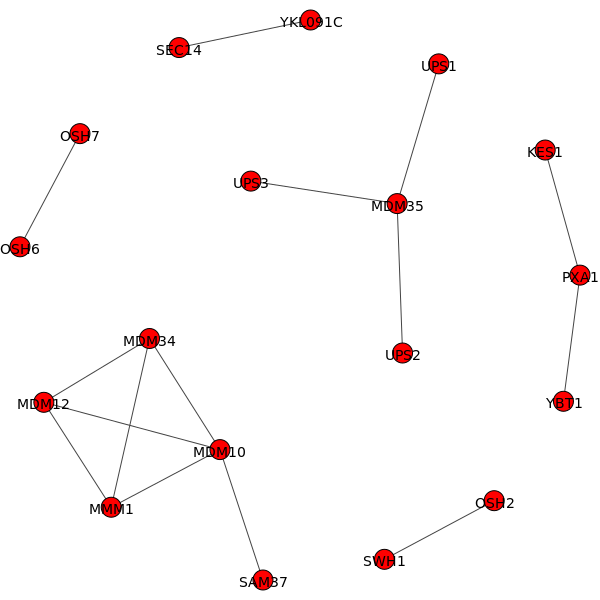 YKL091C
SEC14
UPS1
OSH7
KES1
UPS3
MDM35
OSH6
PXA1
MDM34
UPS2
MDM12
YBT1
MDM10
OSH2
MMM1
SWH1
SAM37